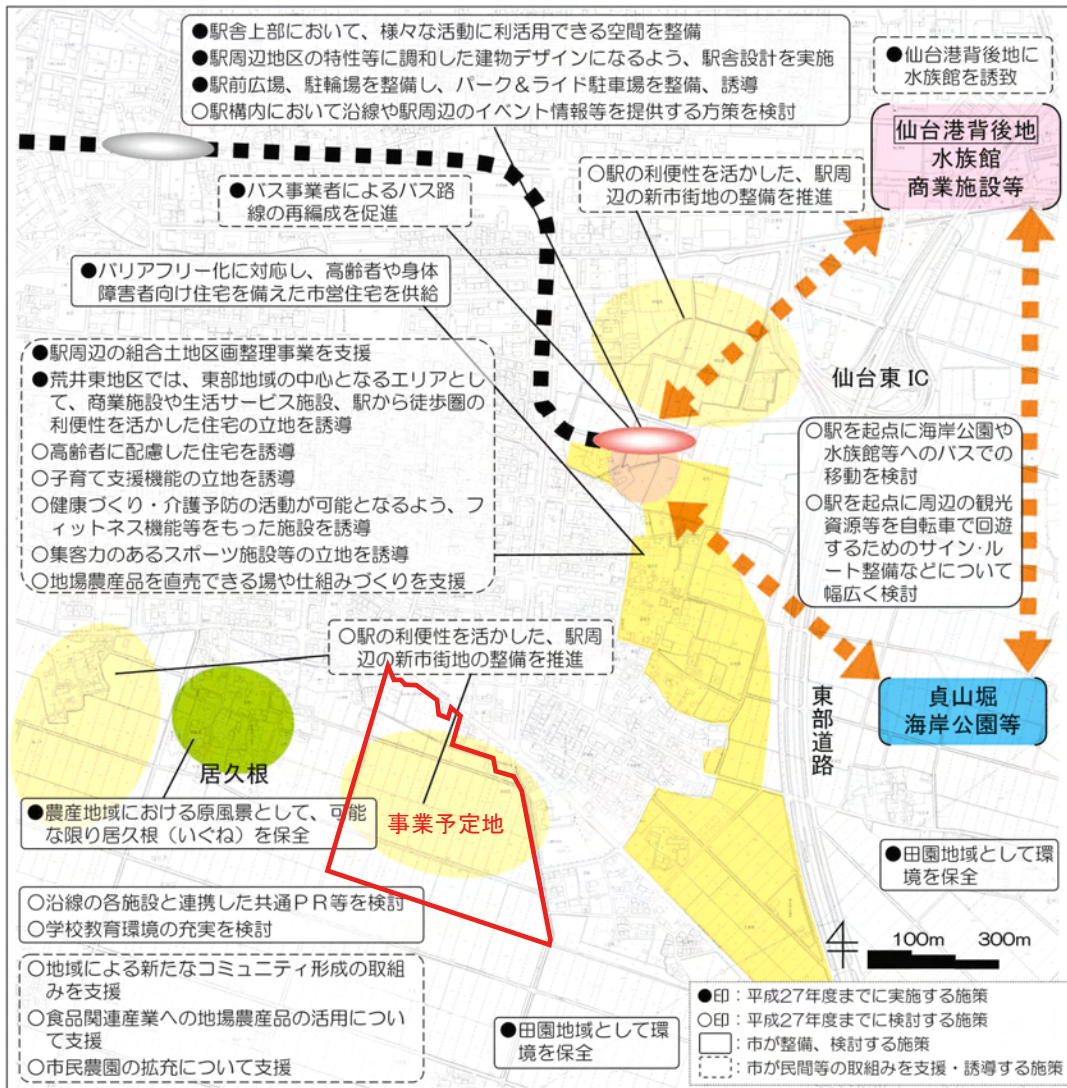 ●駅舎上部において、様々な活動に利活用できる空間を整備
●駅周辺地区の特性等に調和した建物デザインになるよう、駅舎設計を実施
●駅前広場、駐輪場を整備し、パーク&ライド駐車場を整備、誘導
○駅構内において沿線や駅周辺のイベント情報等を提供する方策を検討
●仙台港背後地に
水族館を誘致
仙台港背後地
水族館
商業施設等
○駅の利便性を活かした、駅周
辺の新市街地の整備を推進
●バス事業者によるバス路
線の再編成を促進
●バリアフリー化に対応し、高齢者や身体
障害者向け住宅を備えた市営住宅を供給
●駅周辺の組合土地区画整理事業を支援
●荒井東地区では、東部地域の中心となるエリアとし
て、商業施設や生活サービス施設、駅から徒歩圏の
利便性を活かした住宅の立地を誘導
○高齢者に配慮した住宅を誘導
○子育て支援機能の立地を誘導
○健康づくり・介護予防の活動が可能となるよう、フ
ィットネス機能等をもった施設を誘導
○集客力のあるスポーツ施設等の立地を誘導
○地場農産品を直売できる場や仕組みづくりを支援
仙台東 IC
○駅を起点に海岸公園や
水族館等へのバスでの
移動を検討
○駅を起点に周辺の観光
資源等を自転車で回遊
するためのサイン・ル
ート整備などについて
幅広く検討
○駅の利便性を活かした、駅周
辺の新市街地の整備を推進
東部道路
貞山堀
海岸公園等
居久根
●農産地域における原風景として、可能
な限り居久根（いぐね）を保全
事業予定地
●田園地域として環
境を保全
○沿線の各施設と連携した共通ＰＲ等を検討
○学校教育環境の充実を検討
100m 300m
○地域による新たなコミュニティ形成の取組
みを支援
○食品関連産業への地場農産品の活用につい
て支援
○市民農園の拡充について支援
●田園地域として環
境を保全
●印：平成27年度までに実施する施策
○印：平成27年度までに検討する施策
：市が整備、検討する施策
：市が民間等の取組みを支援・誘導する施策